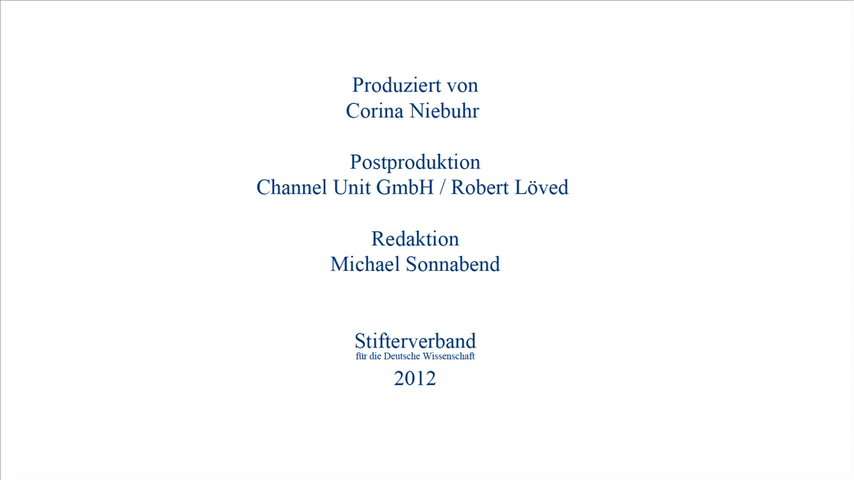 Produziert von
Corina Niebuhr
Postproduktion
Channel Unit GmbH / Robert Löved
Redaktion
Michael Sonnabend
Stifterverband
für die Deutsche Wissenschaft
2012